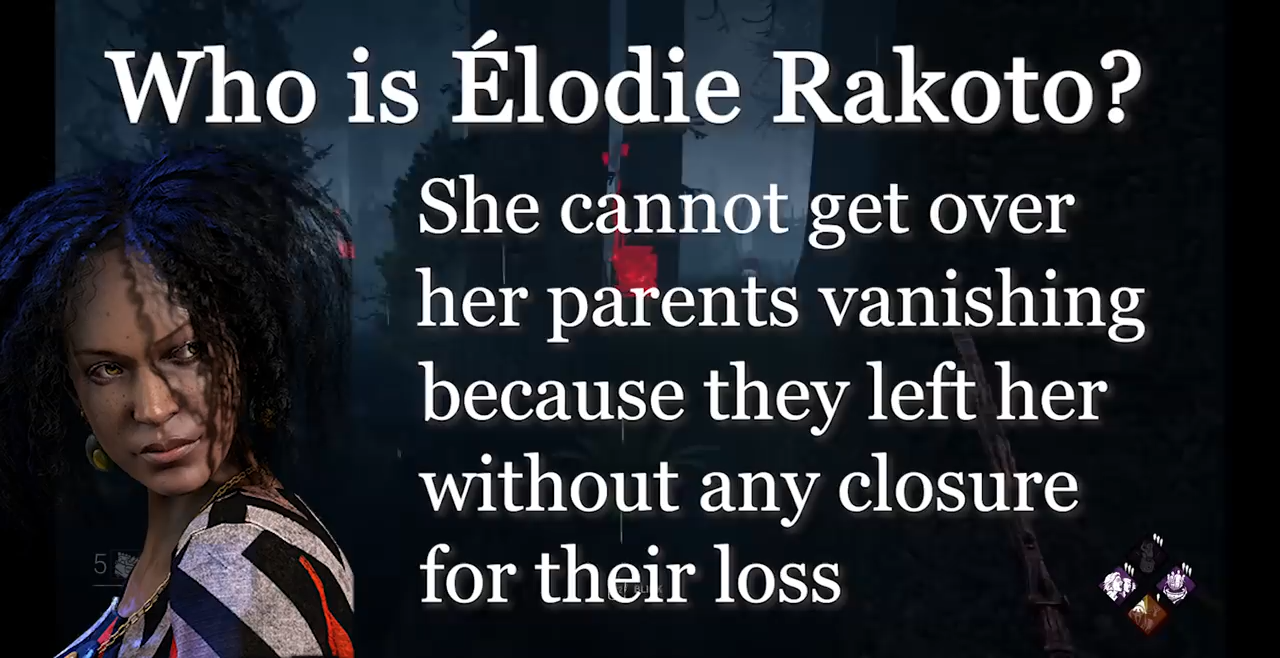 Who is Élodie Rakoto?
She cannot get over
her parents vanishing
because they left her
without any closure
for their loss
5